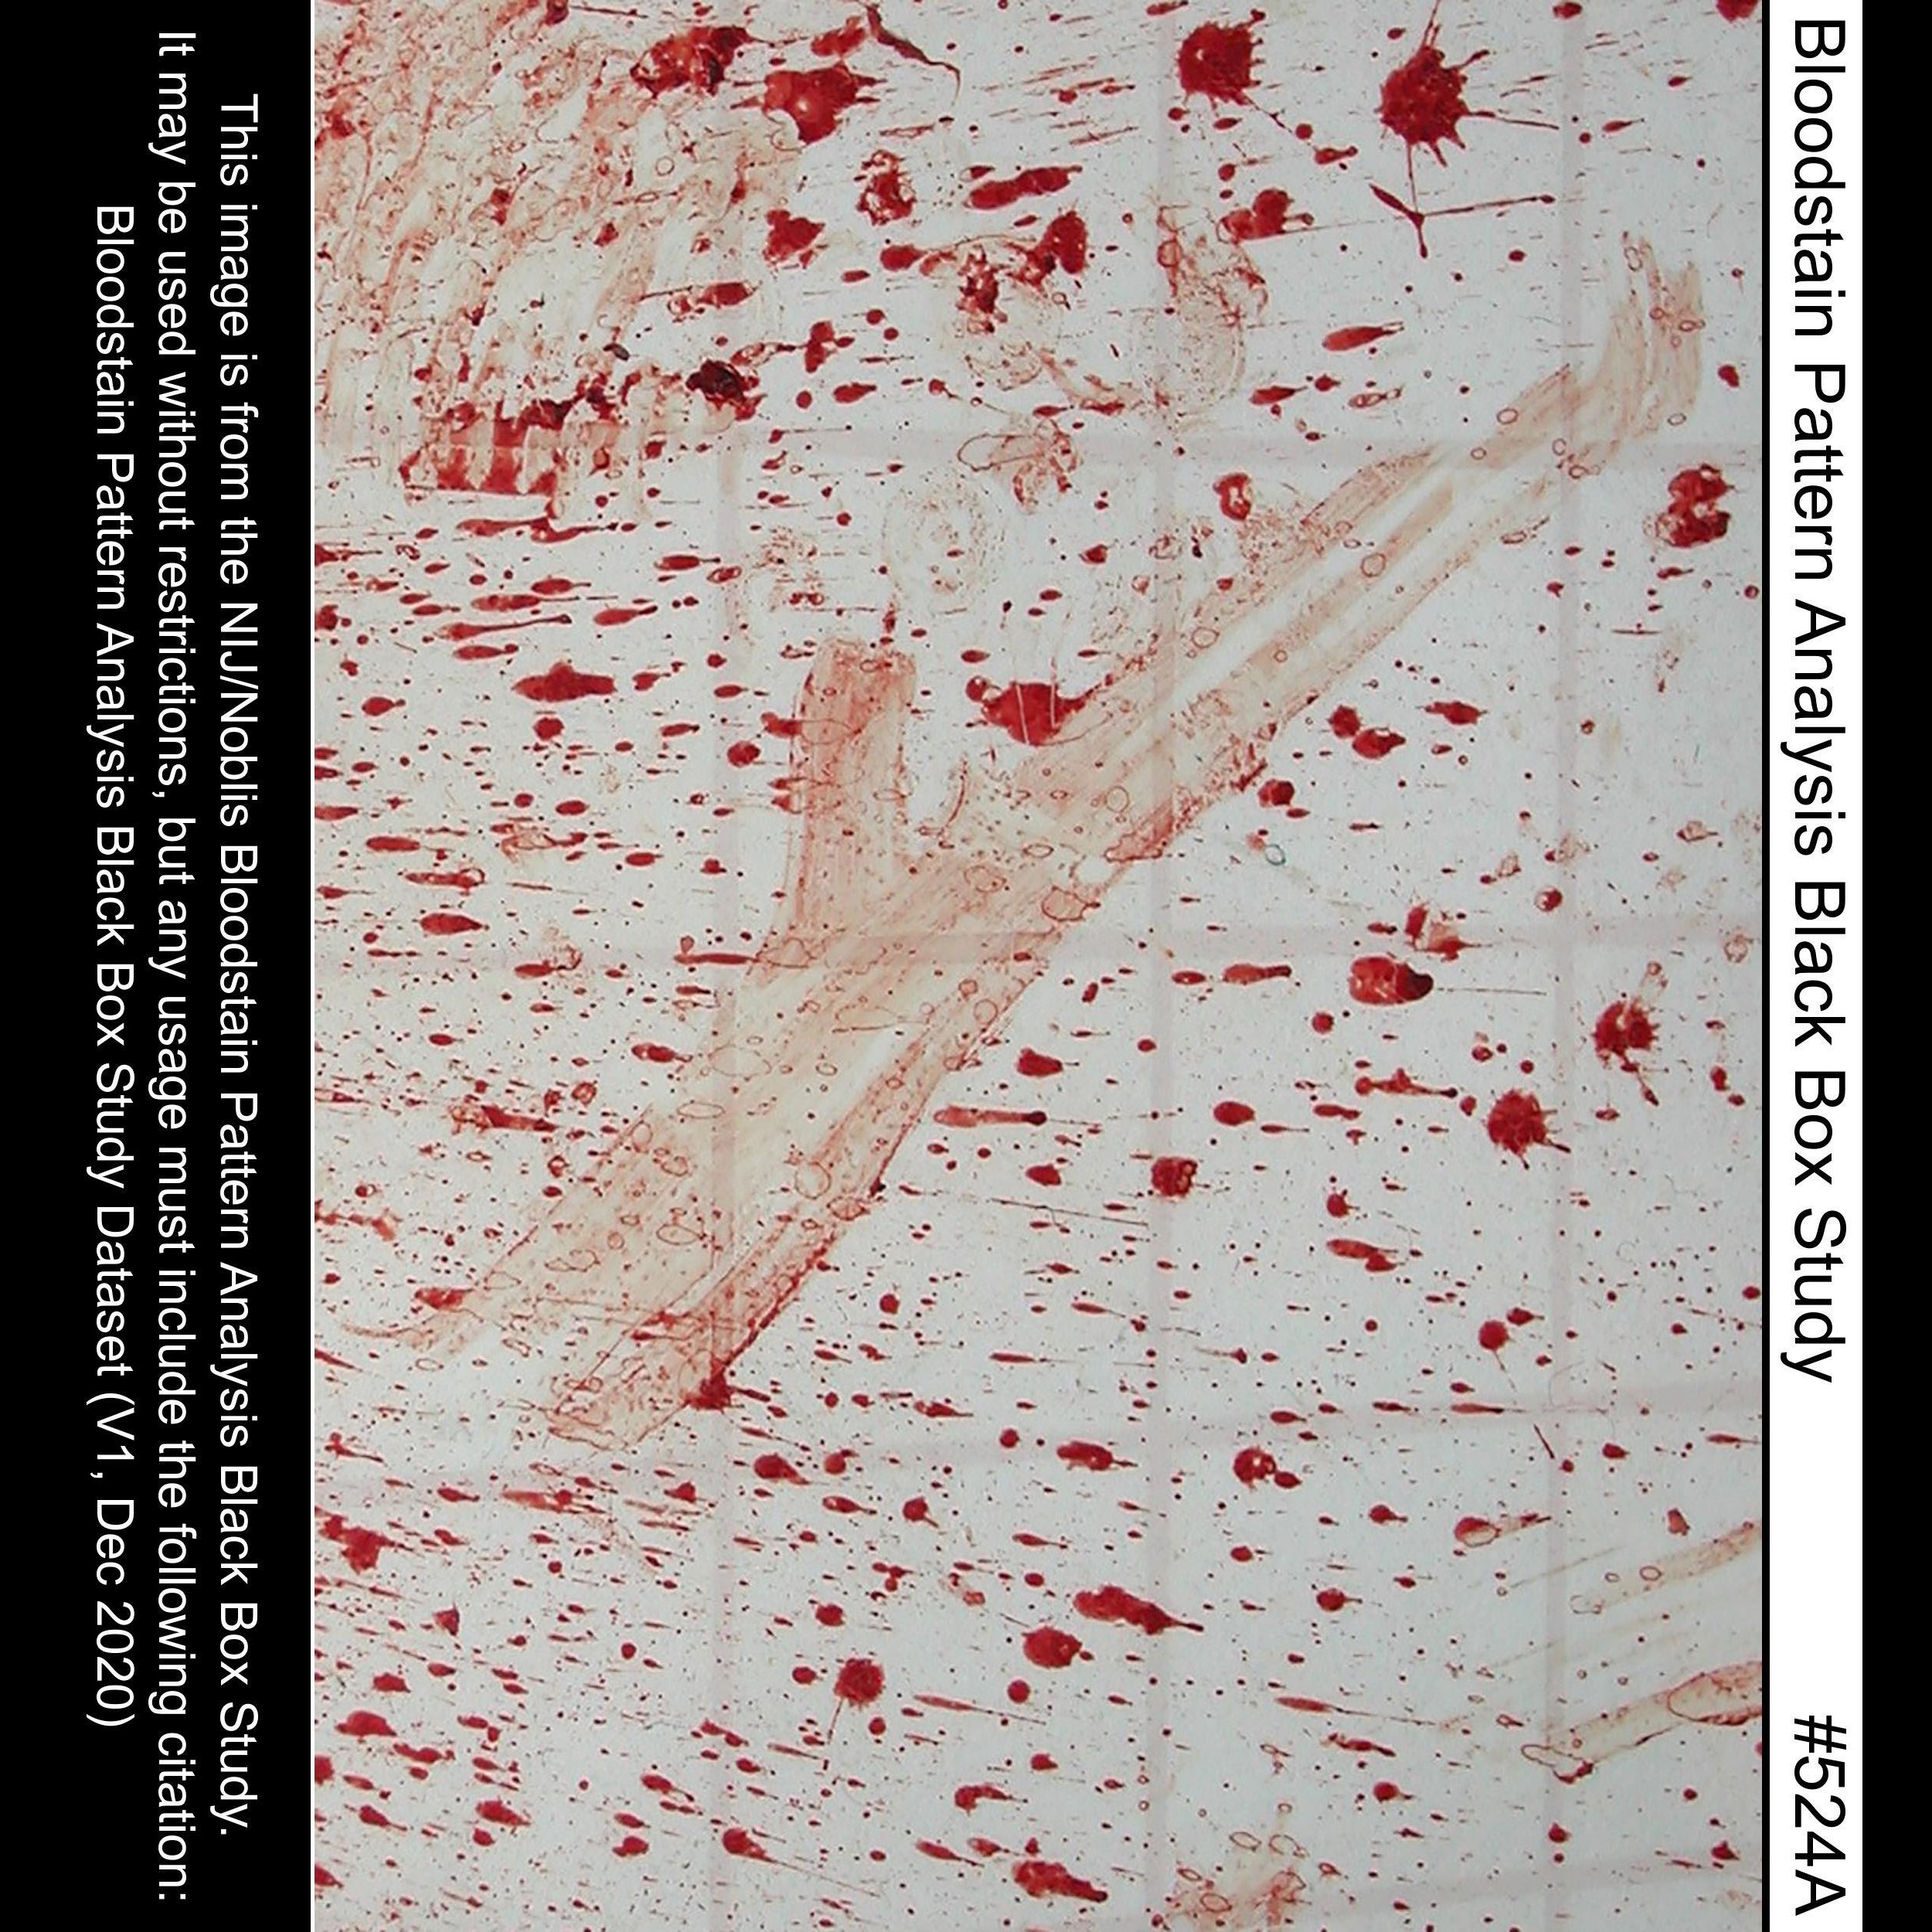 Bloodstain Pattern Analysis Black Box Study #524A
This image is from the NIJ/Noblis Bloodstain Pattern Analysis Black Box Study.
It may be used without restrictions, but any usage must include the following citation:
Bloodstain Pattern Analysis Black Box Study Dataset (V1, Dec 2020)